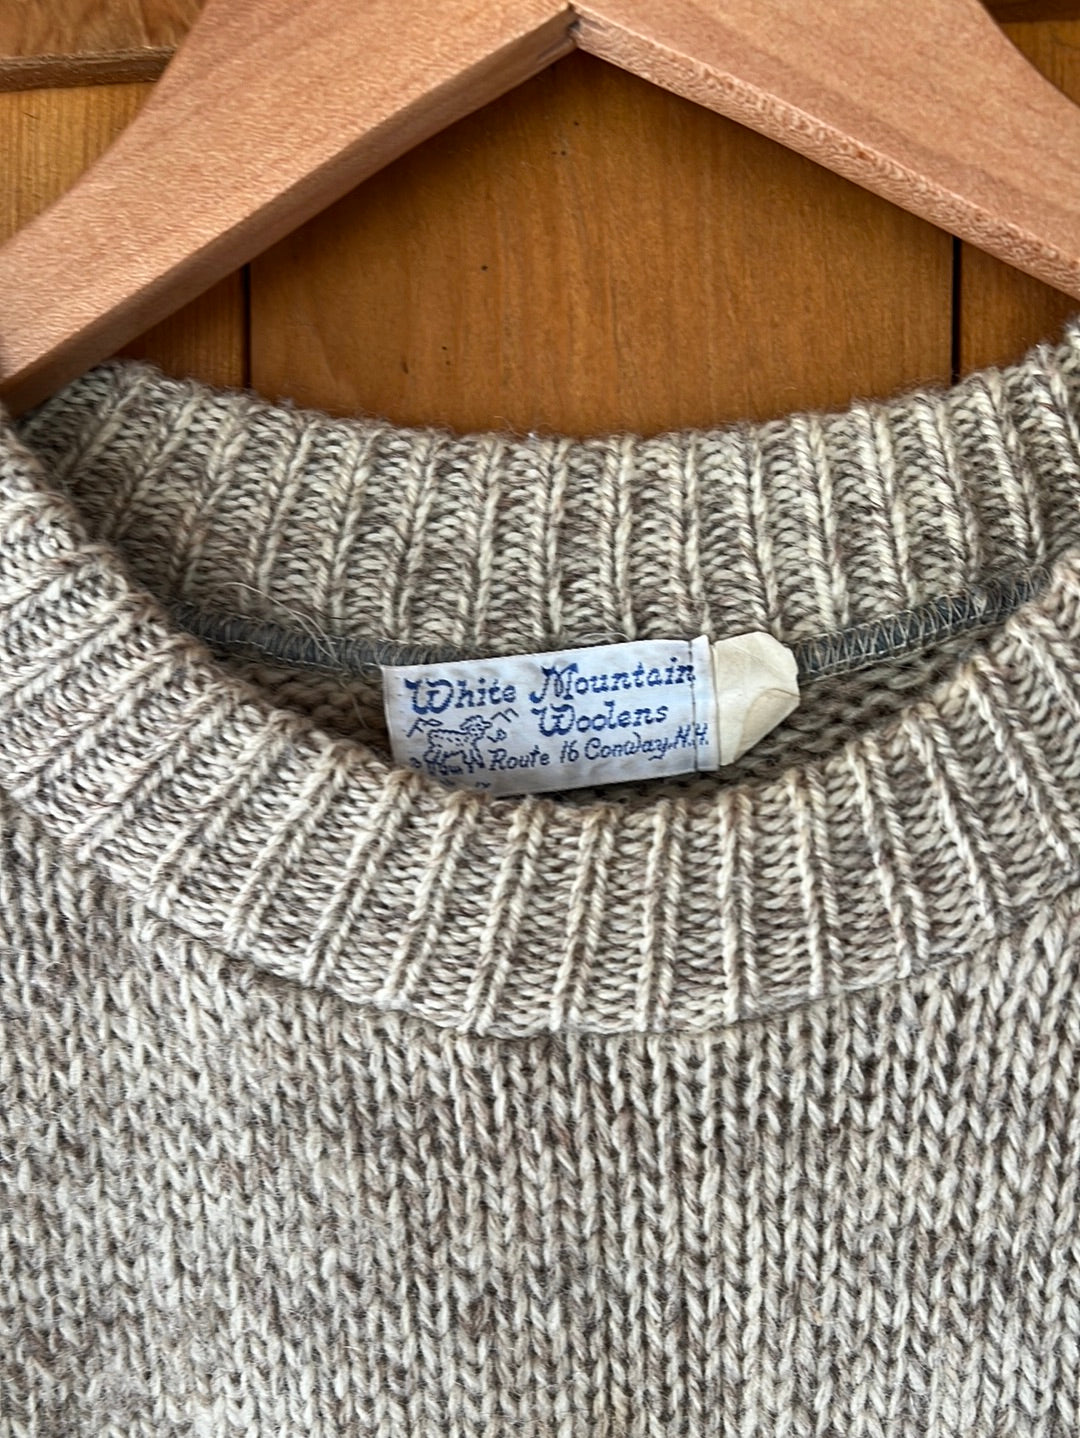 White Mountain
Woolens
Route 16 Conway, N.H.